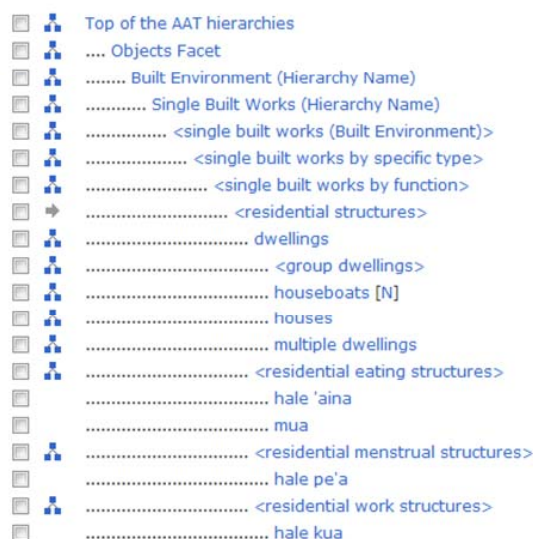 Top of the AAT hierarchies
.... Objects Facet
........ Built Environment (Hierarchy Name)
............ Single Built Works (Hierarchy Name)
................ <single built works (Built Environment)>
.................... <single built works by specific type>
........................ <single built works by function>
............................ <residential structures>
................................ dwellings
.................................... <group dwellings>
.................................... houseboats [N]
.................................... houses
.................................... multiple dwellings
................................ <residential eating structures>
.................................... hale 'aina
.................................... mua
................................ <residential menstrual structures>
.................................... hale pe'a
................................ <residential work structures>
.................................... hale kua